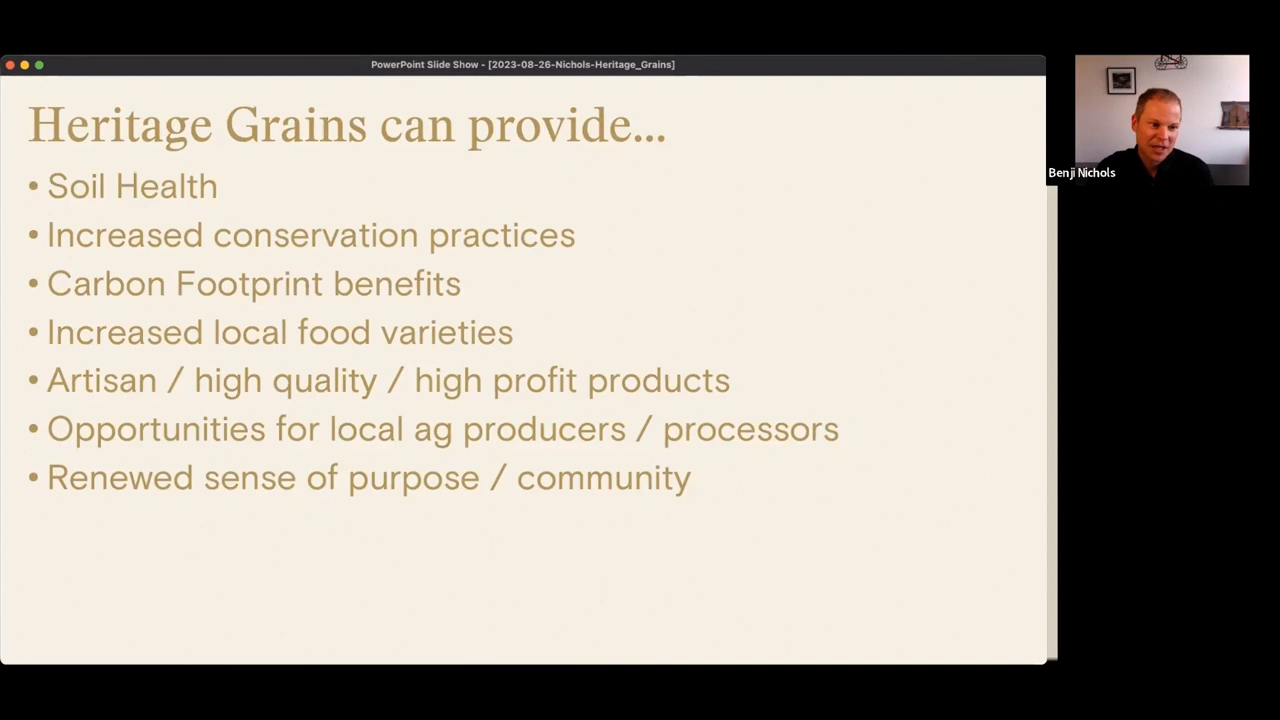 PowerPoint Slide Show - [2023-08-26-Nichols-Heritage_Grains]
Heritage Grains can provide...
• Soil Health
• Increased conservation practices
• Carbon Footprint benefits
• Increased local food varieties
• Artisan / high quality / high profit products
• Opportunities for local ag producers / processors
• Renewed sense of purpose / community
Benji Nichols